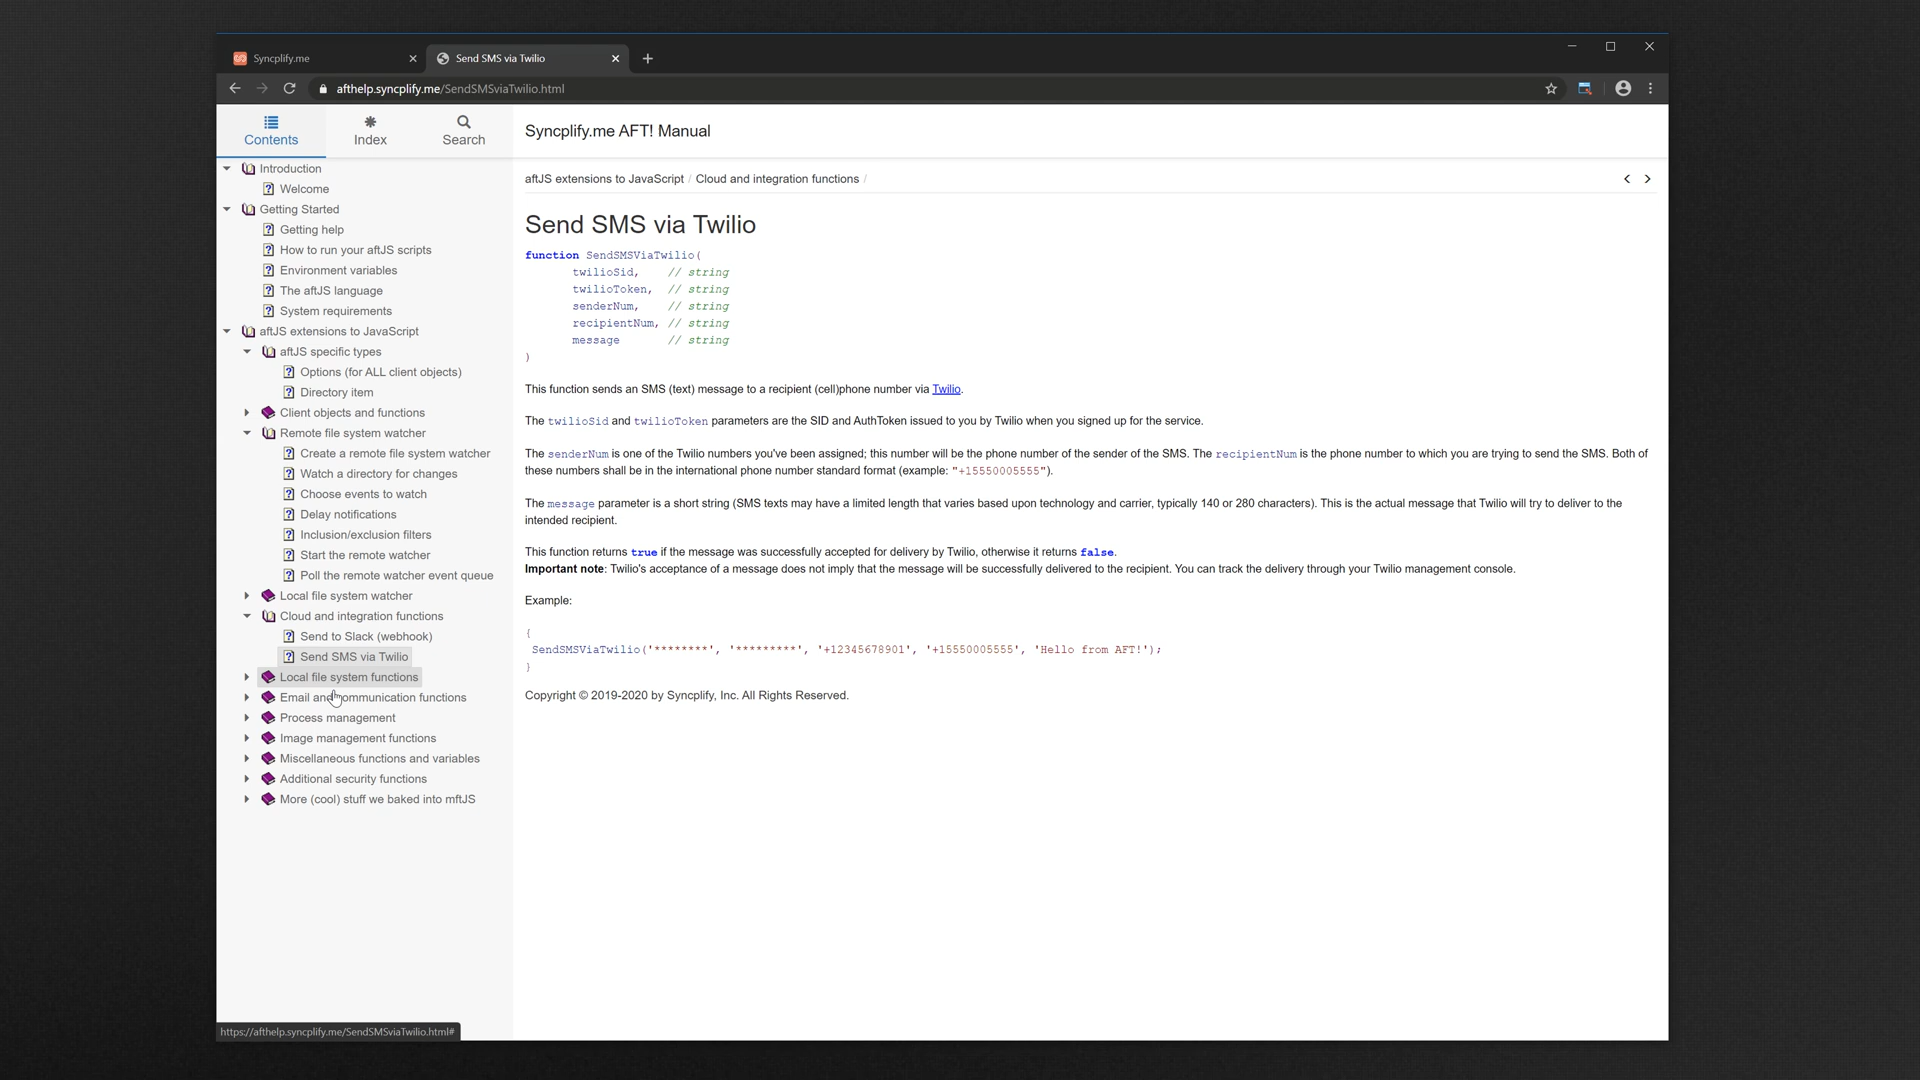 Syncplify.me
Send SMS via Twilio
afthelp.syncplify.me/SendSMSviaTwilio.html
Contents
Index
Search
Syncplify.me AFT! Manual
Introduction
Welcome
Getting Started
Getting help
How to run your aftJS scripts
Environment variables
The aftJS language
System requirements
aftJS extensions to JavaScript
aftJS specific types
Options (for ALL client objects)
Directory item
Client objects and functions
Remote file system watcher
Create a remote file system watcher
Watch a directory for changes
Choose events to watch
Delay notifications
Inclusion/exclusion filters
Start the remote watcher
Poll the remote watcher event queue
Local file system watcher
Cloud and integration functions
Send to Slack (webhook)
Send SMS via Twilio
Local file system functions
Email and communication functions
Process management
Image management functions
Miscellaneous functions and variables
Additional security functions
More (cool) stuff we baked into mftJS
aftJS extensions to JavaScript / Cloud and integration functions /
Send SMS via Twilio
function SendSMSViaTwilio(
twilioSid, // string
twilioToken, // string
senderNum, // string
recipientNum, // string
message // string
)
This function sends an SMS (text) message to a recipient (cell)phone number via Twilio.
The twilioSid and twilioToken parameters are the SID and AuthToken issued to you by Twilio when you signed up for the service.
The senderNum is one of the Twilio numbers you've been assigned; this number will be the phone number of the sender of the SMS. The recipientNum is the phone number to which you are trying to send the SMS. Both of
these numbers shall be in the international phone number standard format (example: "+15550005555").
The message parameter is a short string (SMS texts may have a limited length that varies based upon technology and carrier, typically 140 or 280 characters). This is the actual message that Twilio will try to deliver to the
intended recipient.
This function returns true if the message was successfully accepted for delivery by Twilio, otherwise it returns false.
Important note: Twilio's acceptance of a message does not imply that the message will be successfully delivered to the recipient. You can track the delivery through your Twilio management console.
Example:
{
SendSMSViaTwilio('********', '*********', '+12345678901', '+15550005555', 'Hello from AFT!');
}
Copyright © 2019-2020 by Syncplify, Inc. All Rights Reserved.
https://afthelp.syncplify.me/SendSMSviaTwilio.html#